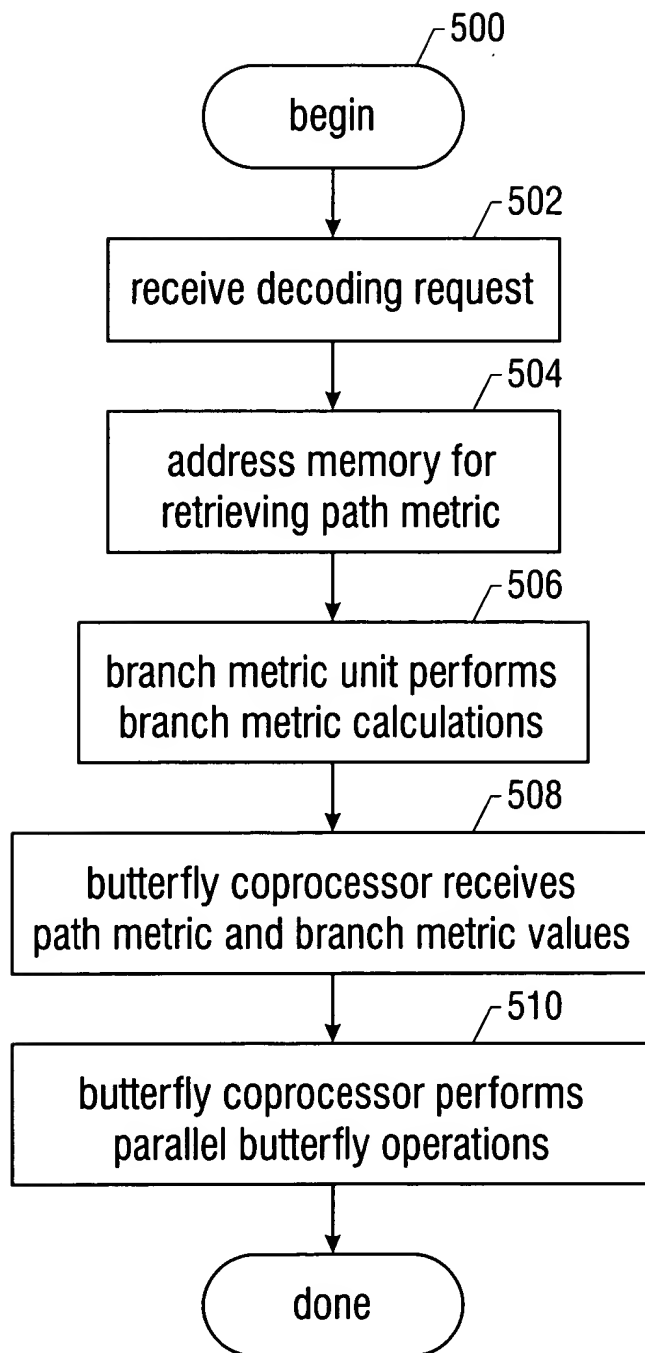 500
begin
502
receive decoding request
504
address memory for
retrieving path metric
506
branch metric unit performs
branch metric calculations
508
butterfly coprocessor receives
path metric and branch metric values
510
butterfly coprocessor performs
parallel butterfly operations
done